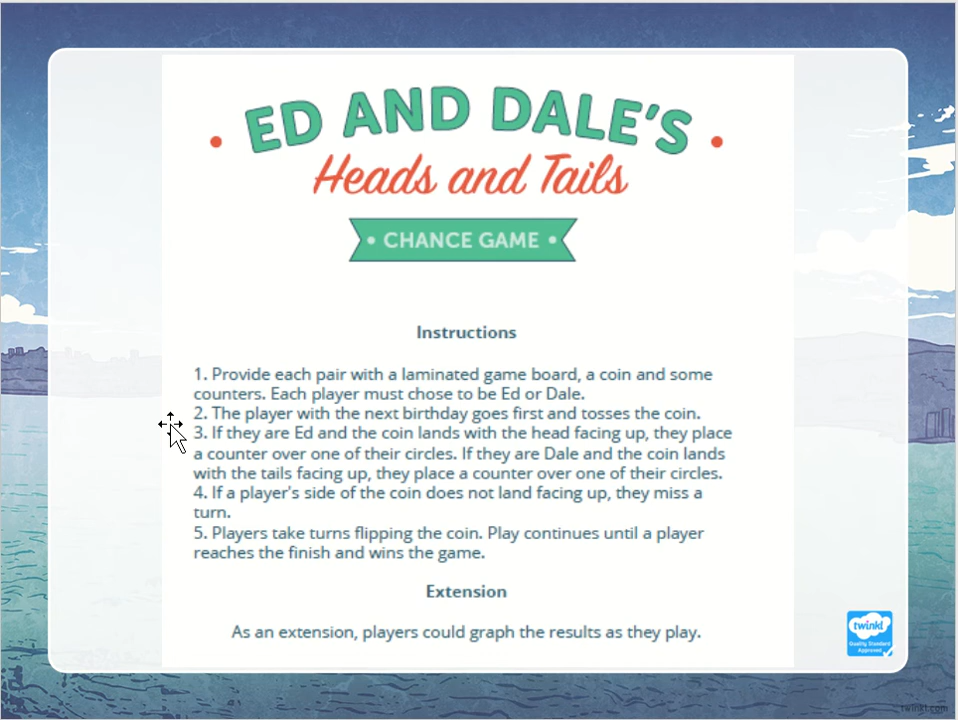 ED AND DALE'S
Heads and Tails
• CHANCE GAME •
Instructions
1. Provide each pair with a laminated game board, a coin and some
counters. Each player must chose to be Ed or Dale.
2. The player with the next birthday goes first and tosses the coin.
3. If they are Ed and the coin lands with the head facing up, they place
a counter over one of their circles. If they are Dale and the coin lands
with the tails facing up, they place a counter over one of their circles.
4. If a player's side of the coin does not land facing up, they miss a
turn.
5. Players take turns flipping the coin. Play continues until a player
reaches the finish and wins the game.
Extension
As an extension, players could graph the results as they play.
twinkl
Quality Standard
Approved
twinkl.com